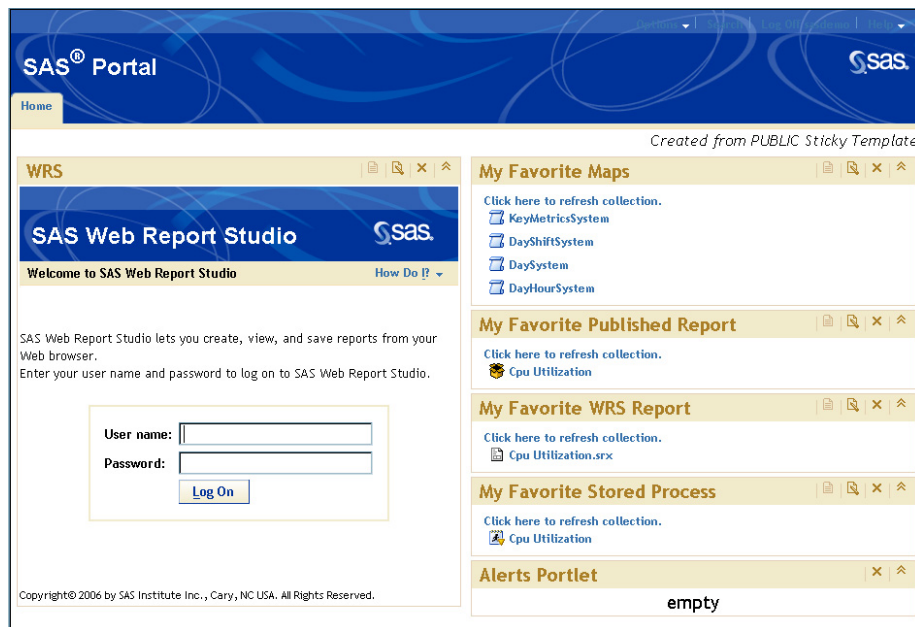 Options | Search | Log Off sasdemo | Help
SAS® Portal
sas.
Home
Created from PUBLIC Sticky Template
WRS
SAS Web Report Studio
sas.
Welcome to SAS Web Report Studio
How Do I?
SAS Web Report Studio lets you create, view, and save reports from your
Web browser.
Enter your user name and password to log on to SAS Web Report Studio.
User name:
Password:
Log On
Copyright© 2006 by SAS Institute Inc., Cary, NC USA. All Rights Reserved.
My Favorite Maps
Click here to refresh collection.
KeyMetricsSystem
DayShiftSystem
DaySystem
DayHourSystem
My Favorite Published Report
Click here to refresh collection.
Cpu Utilization
My Favorite WRS Report
Click here to refresh collection.
Cpu Utilization.srx
My Favorite Stored Process
Click here to refresh collection.
Cpu Utilization
Alerts Portlet
empty